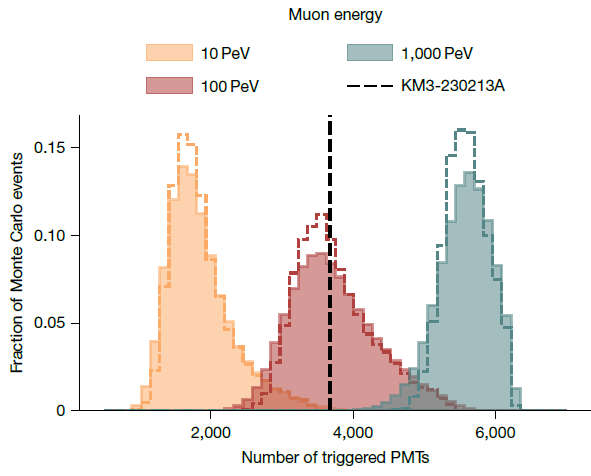 Muon energy
10 PeV
1,000 PeV
100 PeV
KM3-230213A
Fraction of Monte Carlo events
0.15
0.10
0.05
0
2,000
4,000
6,000
Number of triggered PMTs